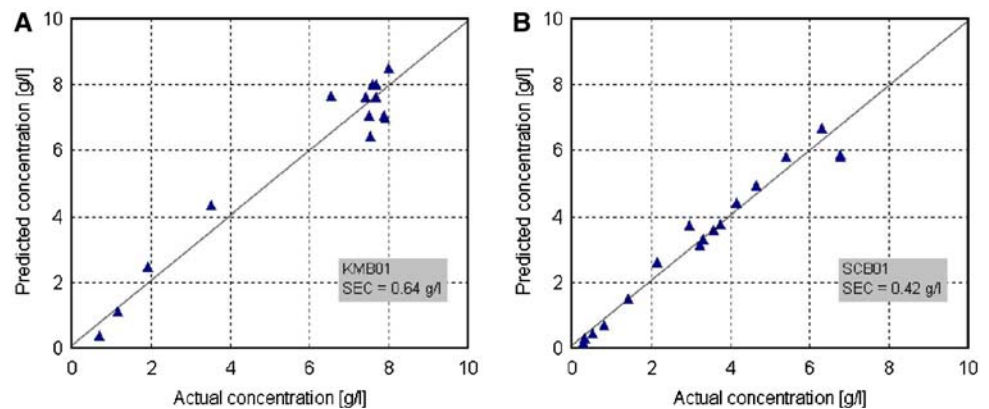 A
B
Predicted concentration [g/l]
10
8
6
4
2
0
KMB01
SEC = 0.64 g/l
0 2 4 6 8 10
Actual concentration [g/l]
Predicted concentration [g/l]
10
8
6
4
2
0
SCB01
SEC = 0.42 g/l
0 2 4 6 8 10
Actual concentration [g/l]